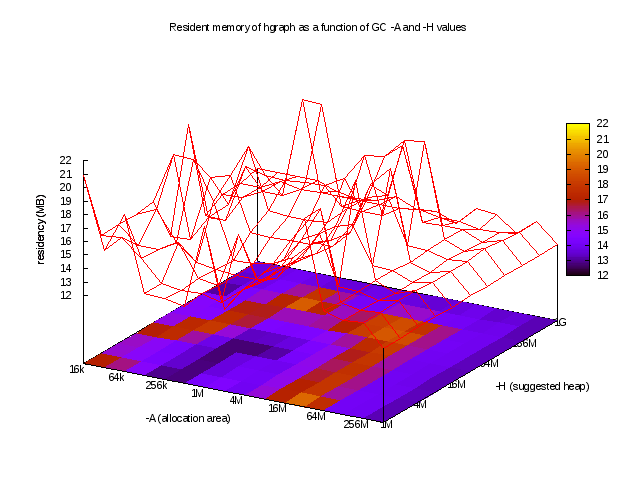 Resident memory of hgraph as a function of GC -A and -H values
22
21
20
19
18
17
16
15
14
13
12
residency (MB)
22
21
20
19
18
17
16
15
14
13
12
16k
64k
256k
1M
4M
16M
64M
256M
-A (allocation area)
1M
4M
16M
64M
256M
1G
-H (suggested heap)